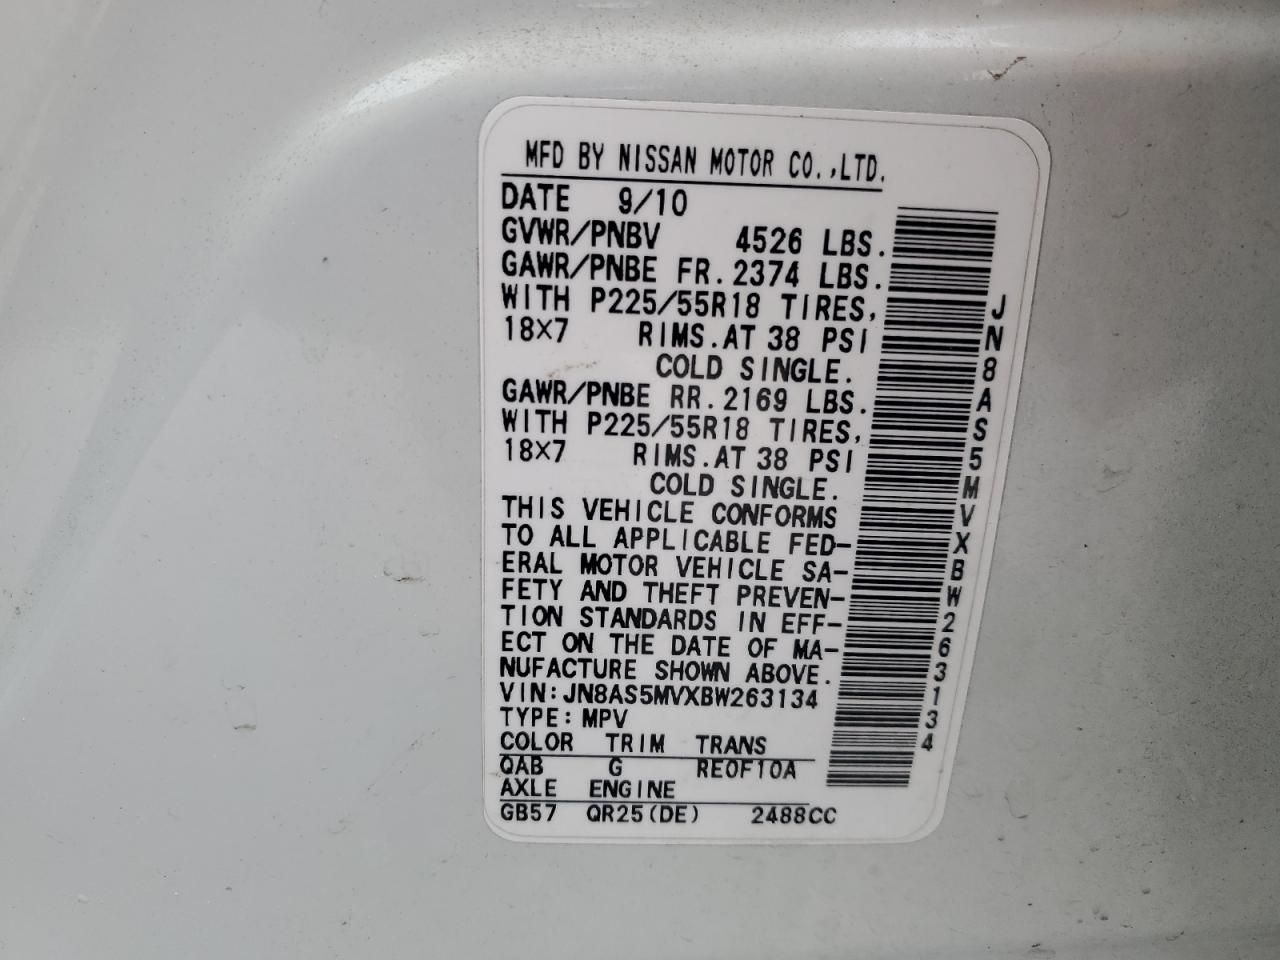 MFD BY NISSAN MOTOR CO.,LTD.
DATE 9/10
GVWR/PNBV 4526 LBS.
GAWR/PNBE FR.2374 LBS.
WITH P225/55R18 TIRES,
18X7 RIMS.AT 38 PSI
COLD SINGLE.
GAWR/PNBE RR.2169 LBS.
WITH P225/55R18 TIRES,
18X7 RIMS.AT 38 PSI
COLD SINGLE.
THIS VEHICLE CONFORMS
TO ALL APPLICABLE FED-
ERAL MOTOR VEHICLE SA-
FETY AND THEFT PREVEN-
TION STANDARDS IN EFF-
ECT ON THE DATE OF MA-
NUFACTURE SHOWN ABOVE.
VIN:JN8AS5MVXBW263134
TYPE:MPV
COLOR TRIM TRANS
QAB G RE0F10A
AXLE ENGINE
GB57 QR25(DE) 2488CC
JN8AS5MVXBW263134